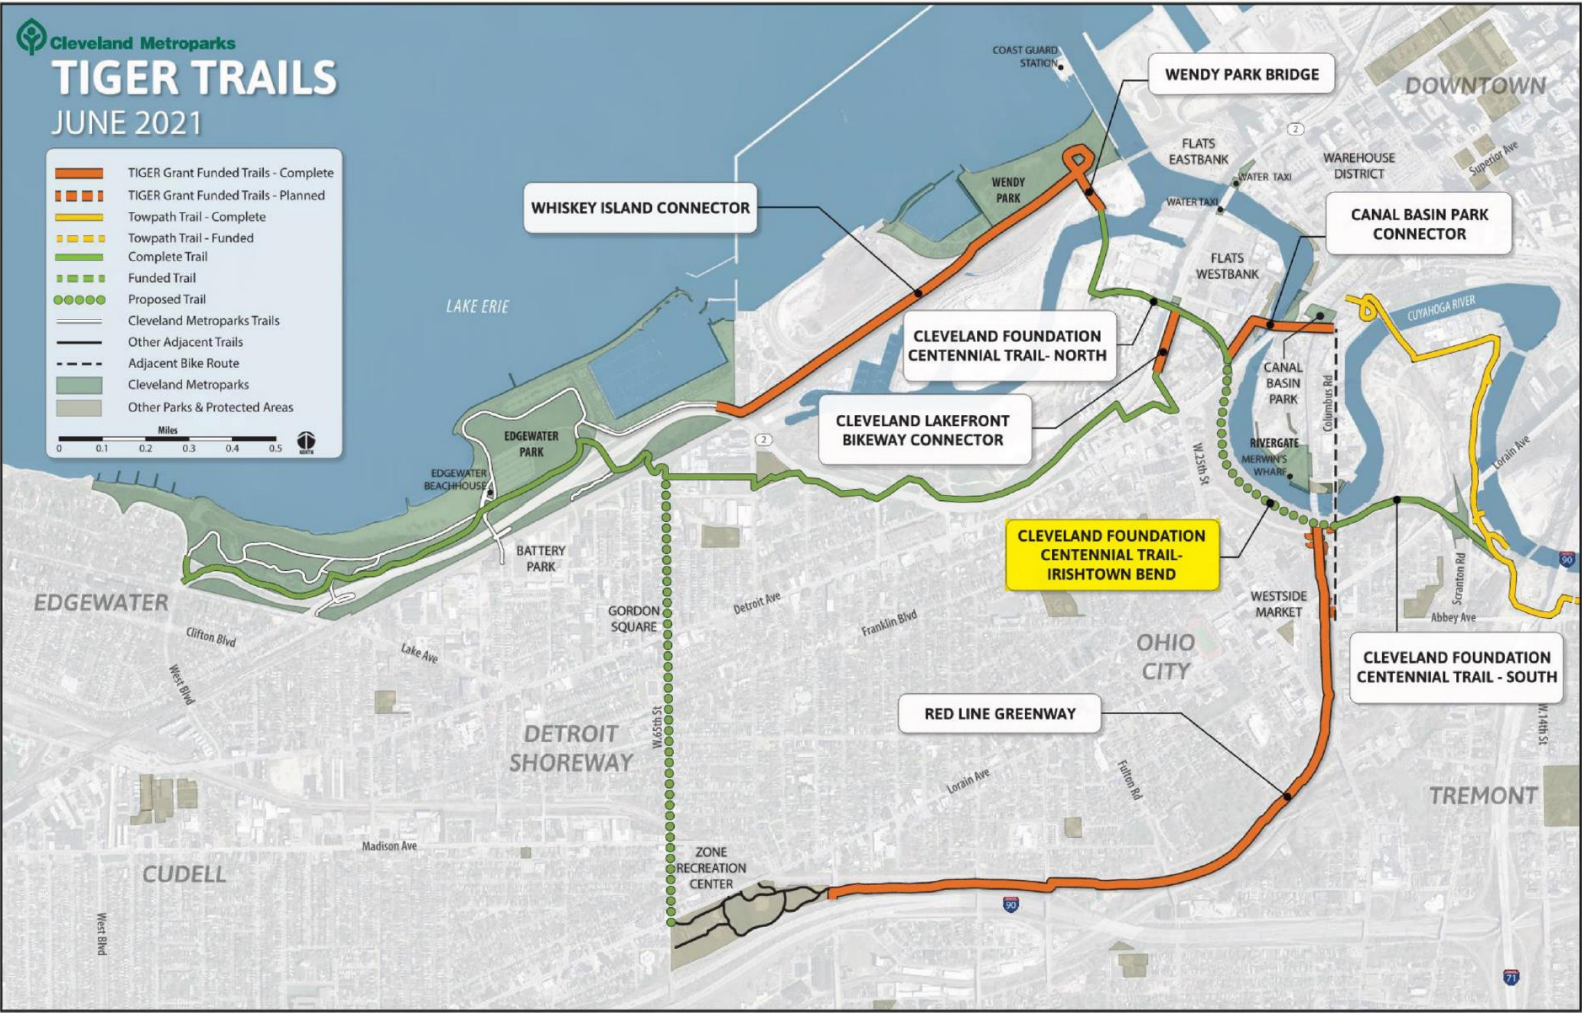 Cleveland Metroparks
TIGER TRAILS
JUNE 2021
TIGER Grant Funded Trails - Complete
TIGER Grant Funded Trails - Planned
Towpath Trail - Complete
Towpath Trail - Funded
Complete Trail
Funded Trail
Proposed Trail
Cleveland Metroparks Trails
Other Adjacent Trails
Adjacent Bike Route
Cleveland Metroparks
Other Parks & Protected Areas
Miles
0 0.1 0.2 0.3 0.4 0.5
NORTH
COAST GUARD
STATION
WENDY PARK BRIDGE
DOWNTOWN
2
FLATS
EASTBANK
WAREHOUSE
DISTRICT
Superior Ave
WATER TAXI
WATER TAXI
WENDY
PARK
WHISKEY ISLAND CONNECTOR
CANAL BASIN PARK
CONNECTOR
FLATS
WESTBANK
LAKE ERIE
CUYAHOGA RIVER
CLEVELAND FOUNDATION
CENTENNIAL TRAIL- NORTH
CANAL
BASIN
PARK
Columbus Rd
CLEVELAND LAKEFRONT
BIKEWAY CONNECTOR
2
EDGEWATER
PARK
EDGEWATER
BEACHHOUSE
W.25th St
RIVERGATE
MERWIN'S
WHARF
Lorain Ave
CLEVELAND FOUNDATION
CENTENNIAL TRAIL-
IRISHTOWN BEND
BATTERY
PARK
90
Scranton Rd
EDGEWATER
GORDON
SQUARE
Detroit Ave
Franklin Blvd
WESTSIDE
MARKET
Abbey Ave
Clifton Blvd
Lake Ave
OHIO
CITY
CLEVELAND FOUNDATION
CENTENNIAL TRAIL - SOUTH
West Blvd
RED LINE GREENWAY
W.65th St
W.14th St
DETROIT
SHOREWAY
Lorain Ave
Fulton Rd
TREMONT
Madison Ave
ZONE
RECREATION
CENTER
CUDELL
90
West Blvd
71